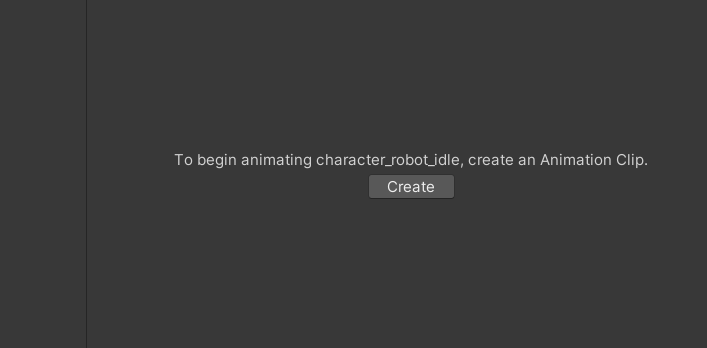 To begin animating character_robot_idle, create an Animation Clip.
Create